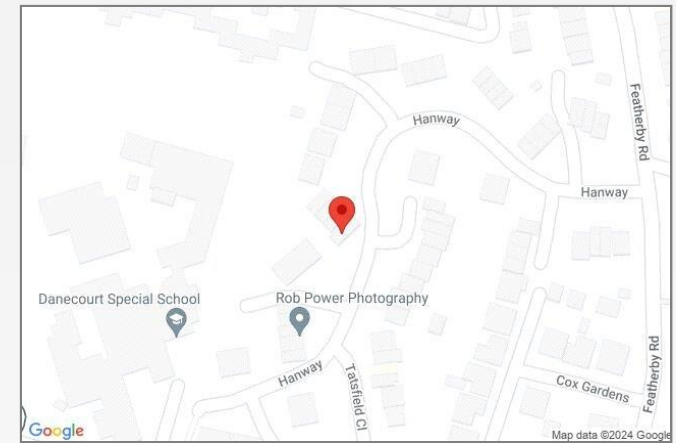 Hanway
Featherby Rd
Hanway
Danecourt Special School
Rob Power Photography
Hanway
Tatsfield Cl
Featherby Rd
Cox Gardens
Google
Map data ©2024 Google